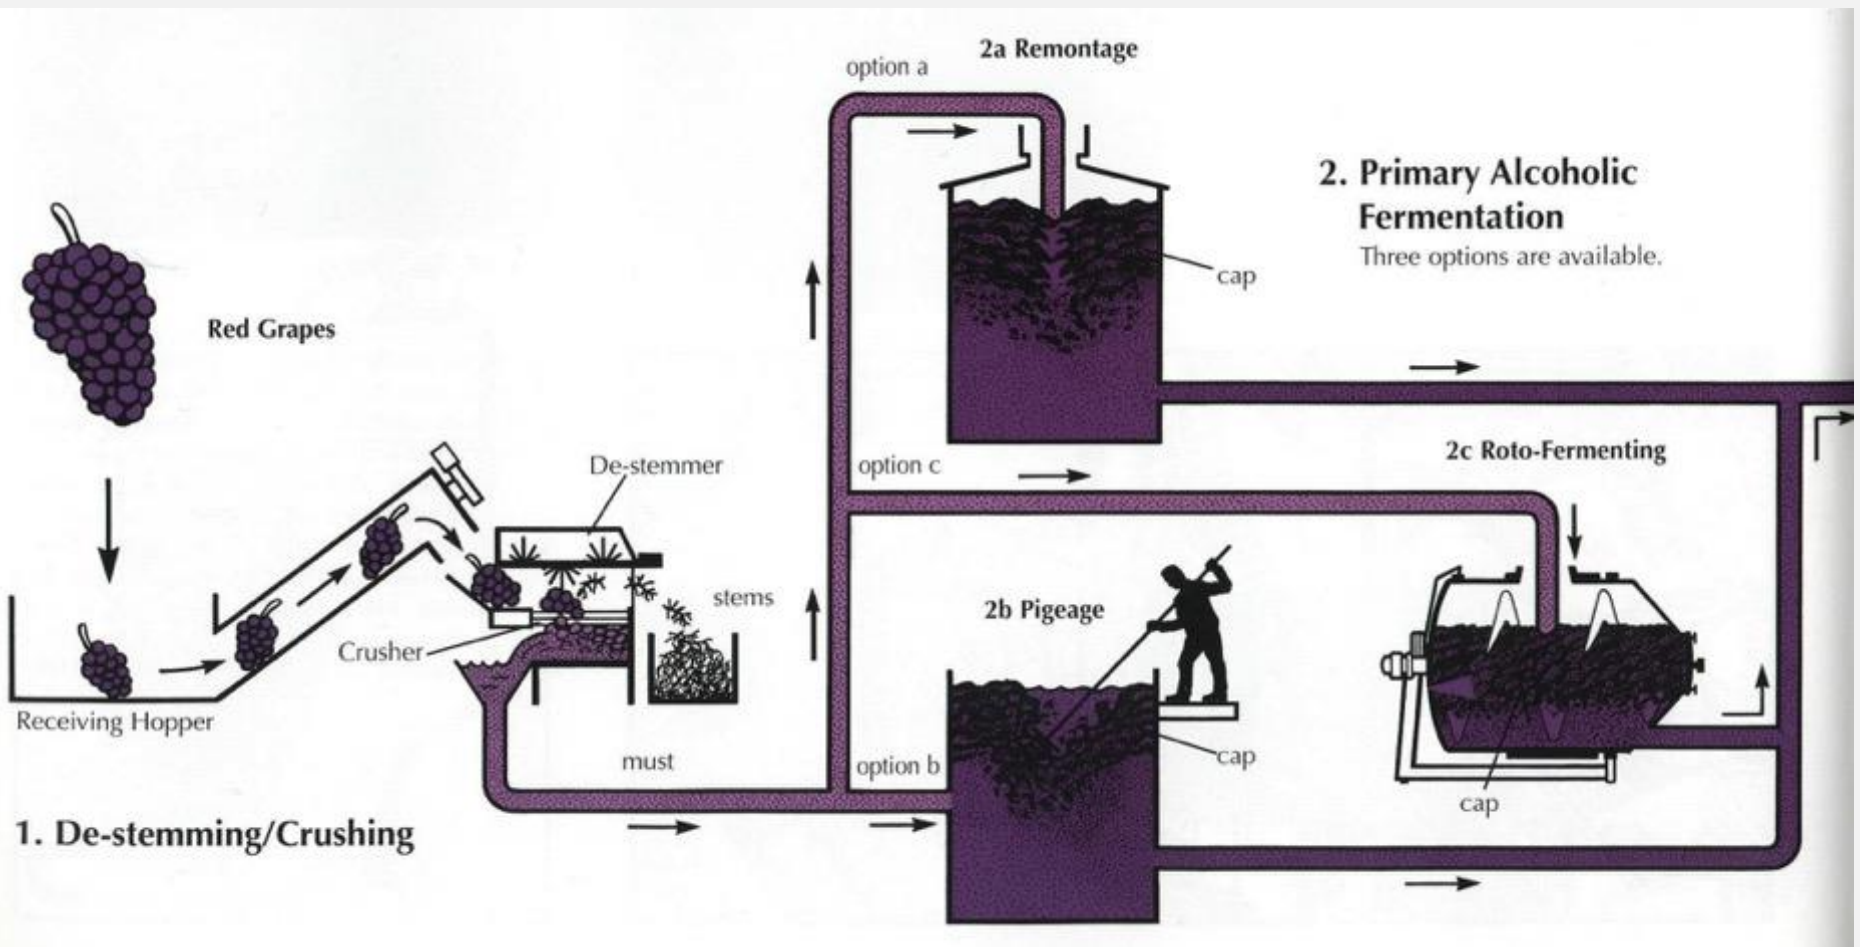 2a Remontage
option a
2. Primary Alcoholic
Fermentation
Three options are available.
cap
Red Grapes
option c
2c Roto-Fermenting
De-stemmer
stems
2b Pigeage
Crusher
Receiving Hopper
must
option b
cap
cap
1. De-stemming/Crushing